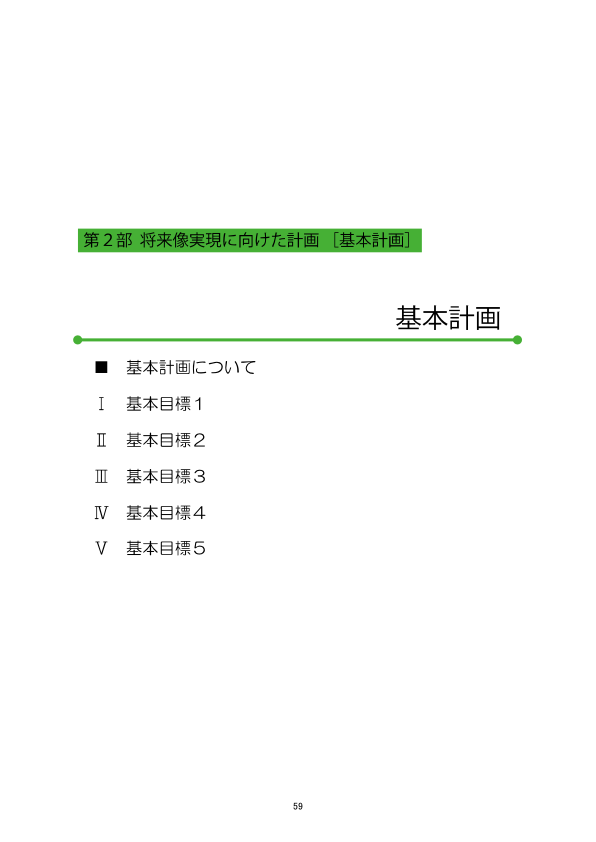 第２部 将来像実現に向けた計画［基本計画］
基本計画
■ 基本計画について
Ⅰ 基本目標１
Ⅱ 基本目標２
Ⅲ 基本目標３
Ⅳ 基本目標４
Ⅴ 基本目標５
59